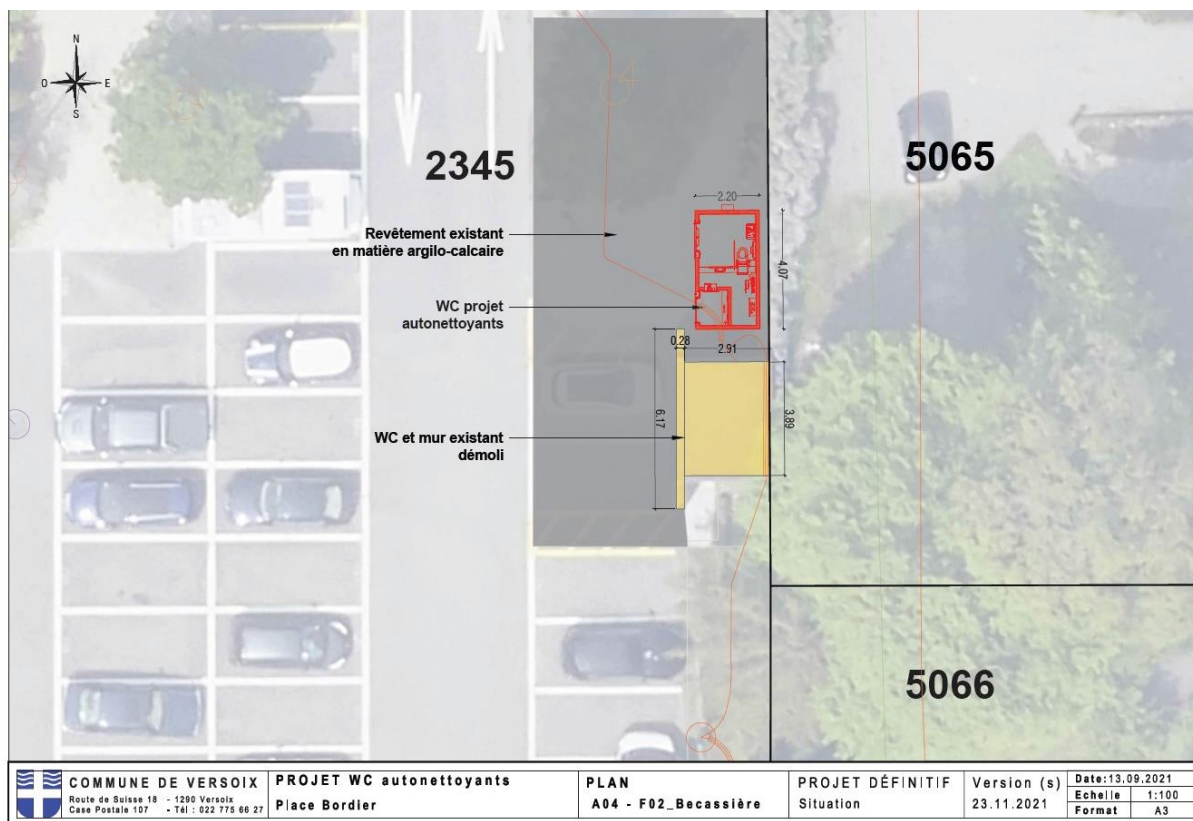 N
O
E
S
2345
5065
2.20
Revêtement existant
en matière argilo-calcaire
4.07
WC projet
autonettoyants
0.28
2.91
6.17
3.89
WC et mur existant
démoli
5066
COMMUNE DE VERSOIX
Route de Suisse 18 - 1290 Versoix
Case Postale 107 - Tél : 022 775 66 27
PROJET WC autonettoyants
Place Bordier
PLAN
A04 - F02_Becassière
PROJET DÉFINITIF
Situation
Version (s)
23.11.2021
Date:13.09.2021
Echelle 1:100
Format A3